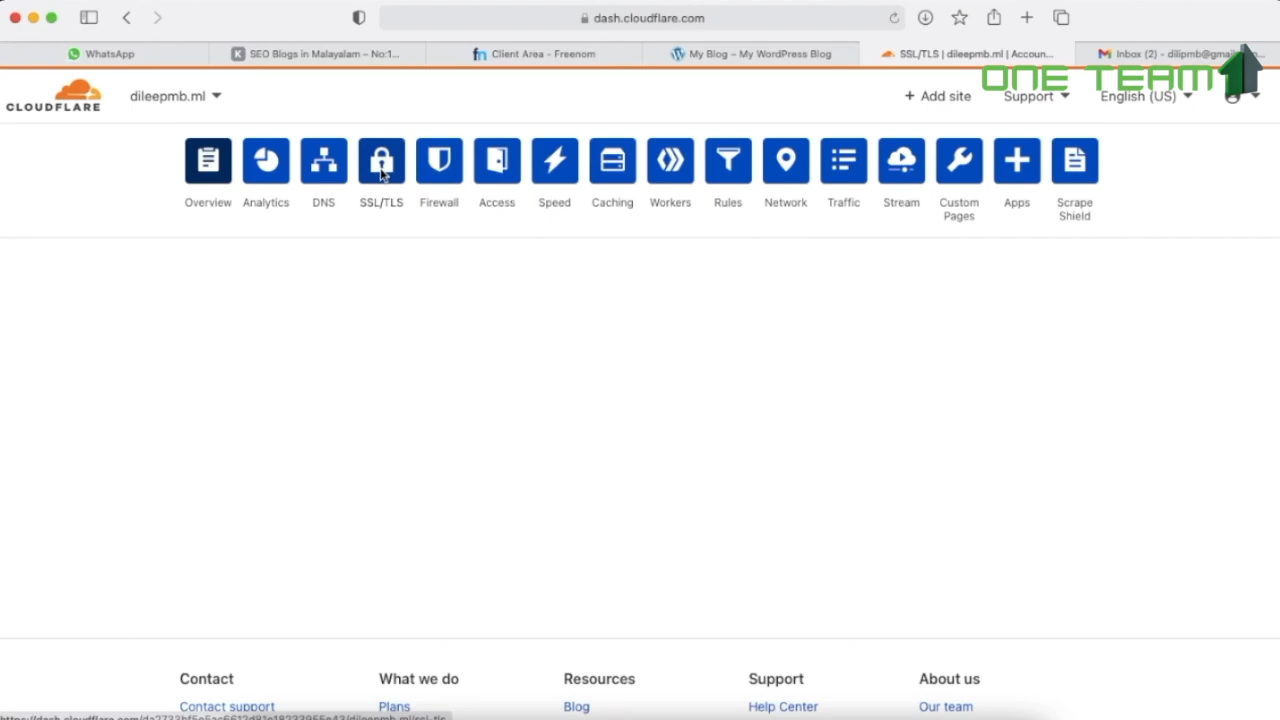 dash.cloudflare.com
WhatsApp
SEO Blogs in Malayalam – No:1...
Client Area - Freenom
My Blog – My WordPress Blog
SSL/TLS | dileepmb.ml | Accoun...
Inbox (2) - dilipmb@gmail
ONE TEAM
CLOUDFLARE
dileepmb.ml
+ Add site
Support
English (US)
Overview
Analytics
DNS
SSL/TLS
Firewall
Access
Speed
Caching
Workers
Rules
Network
Traffic
Stream
Custom
Pages
Apps
Scrape
Shield
Contact
What we do
Resources
Support
About us
Contact support
Plans
Blog
Help Center
Our team